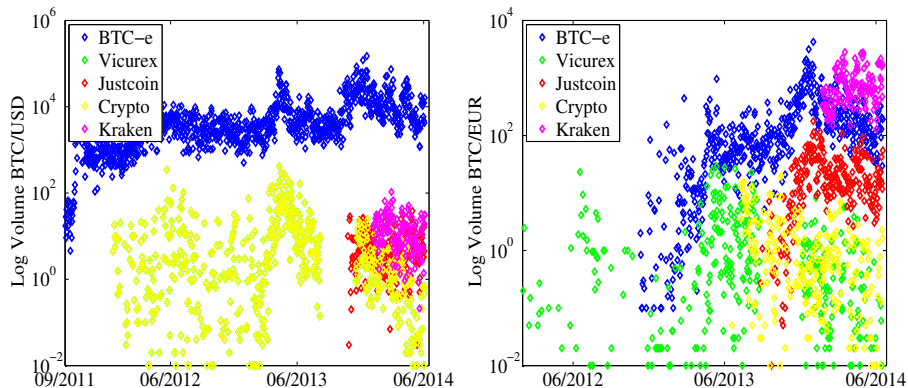 10^6
10^4
10^2
10^0
10^-2
Log Volume BTC/USD
BTC-e
Vicurex
Justcoin
Crypto
Kraken
09/2011
06/2012
06/2013
06/2014
10^4
10^2
10^0
10^-2
Log Volume BTC/EUR
BTC-e
Vicurex
Justcoin
Crypto
Kraken
06/2012
06/2013
06/2014